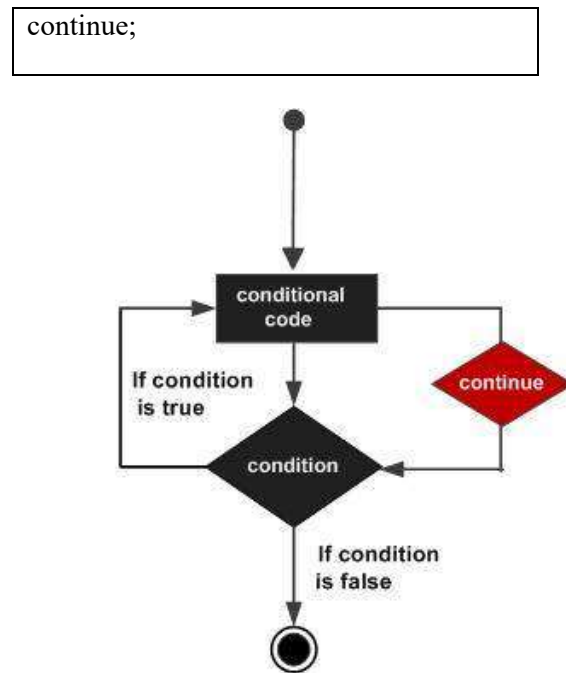 continue;
conditional
code
continue
If condition
is true
condition
If condition
is false